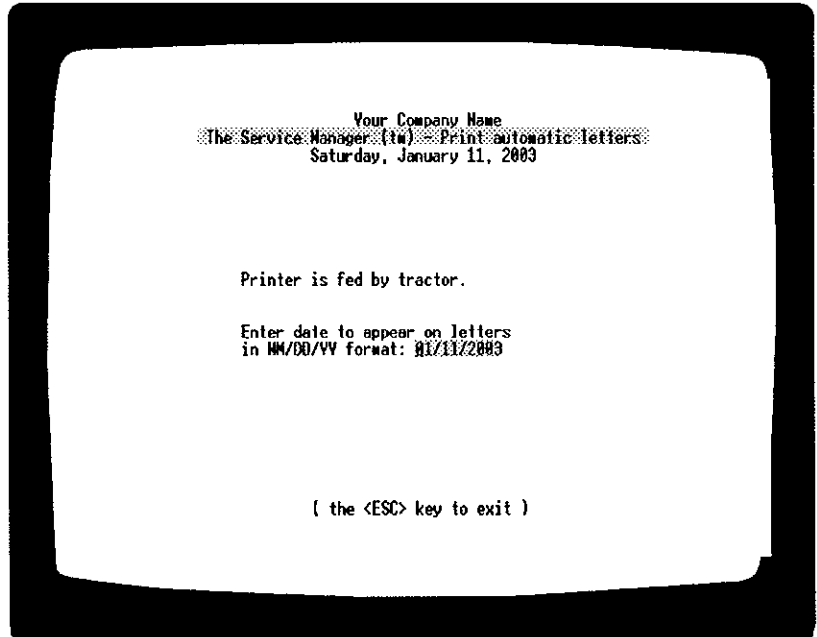 Your Company Name
The Service Manager (tm) - Print automatic letters
Saturday, January 11, 2003
Printer is fed by tractor.
Enter date to appear on letters
in MM/DD/YY format: 01/11/2003
( the <ESC> key to exit )